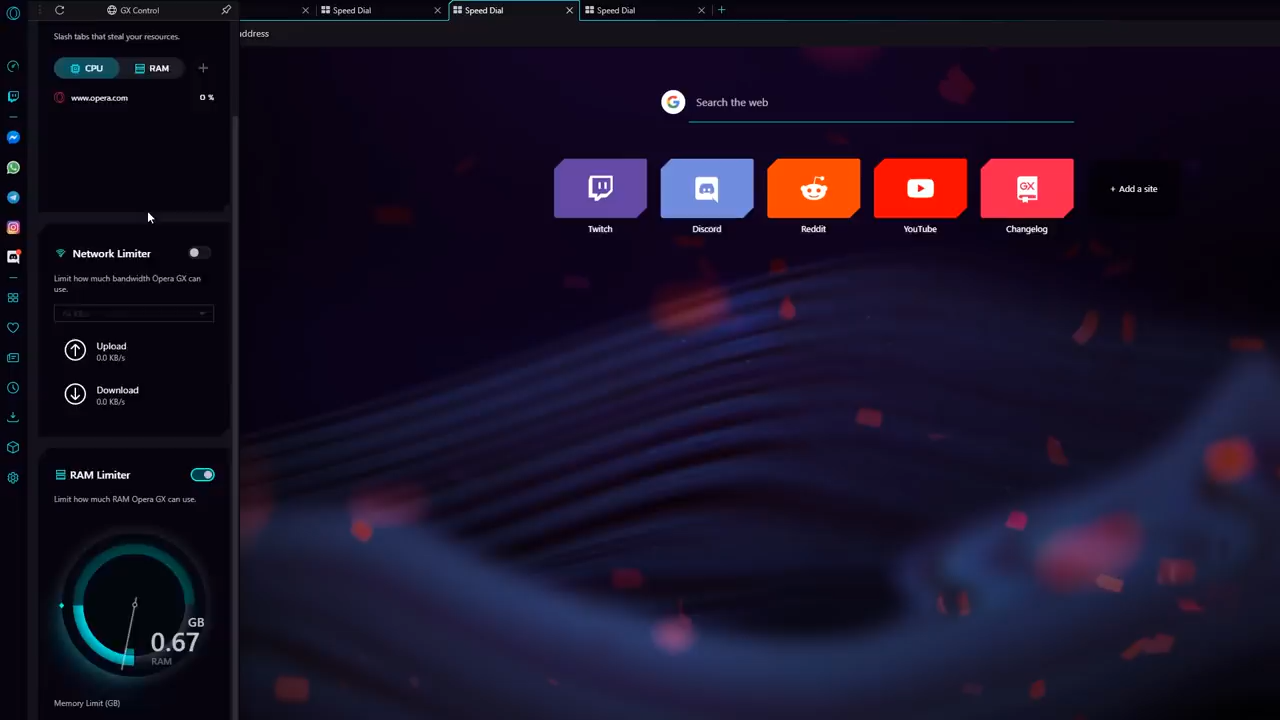 GX Control
Speed Dial
Speed Dial
Speed Dial
address
Slash tabs that steal your resources.
CPU
RAM
www.opera.com
0 %
Search the web
GX
+ Add a site
Twitch
Discord
Reddit
YouTube
Changelog
Network Limiter
Limit how much bandwidth Opera GX can
use.
Upload
0.0 KB/s
Download
0.0 KB/s
RAM Limiter
Limit how much RAM Opera GX can use.
GB
0.67
RAM
Memory Limit (GB)